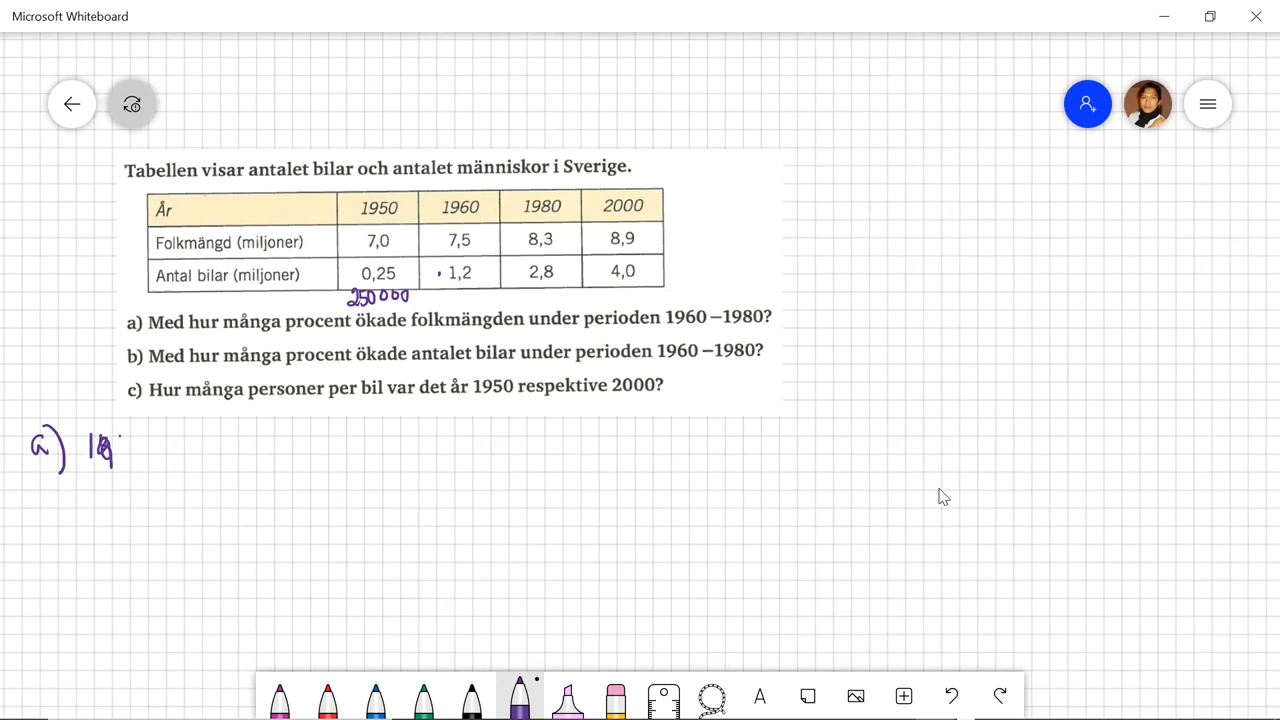 Microsoft Whiteboard
Tabellen visar antalet bilar och antalet människor i Sverige.
År 1950 1960 1980 2000
Folkmängd (miljoner) 7,0 7,5 8,3 8,9
Antal bilar (miljoner) 0,25 1,2 2,8 4,0
250000
a) Med hur många procent ökade folkmängden under perioden 1960–1980?
b) Med hur många procent ökade antalet bilar under perioden 1960–1980?
c) Hur många personer per bil var det år 1950 respektive 2000?
a)
A